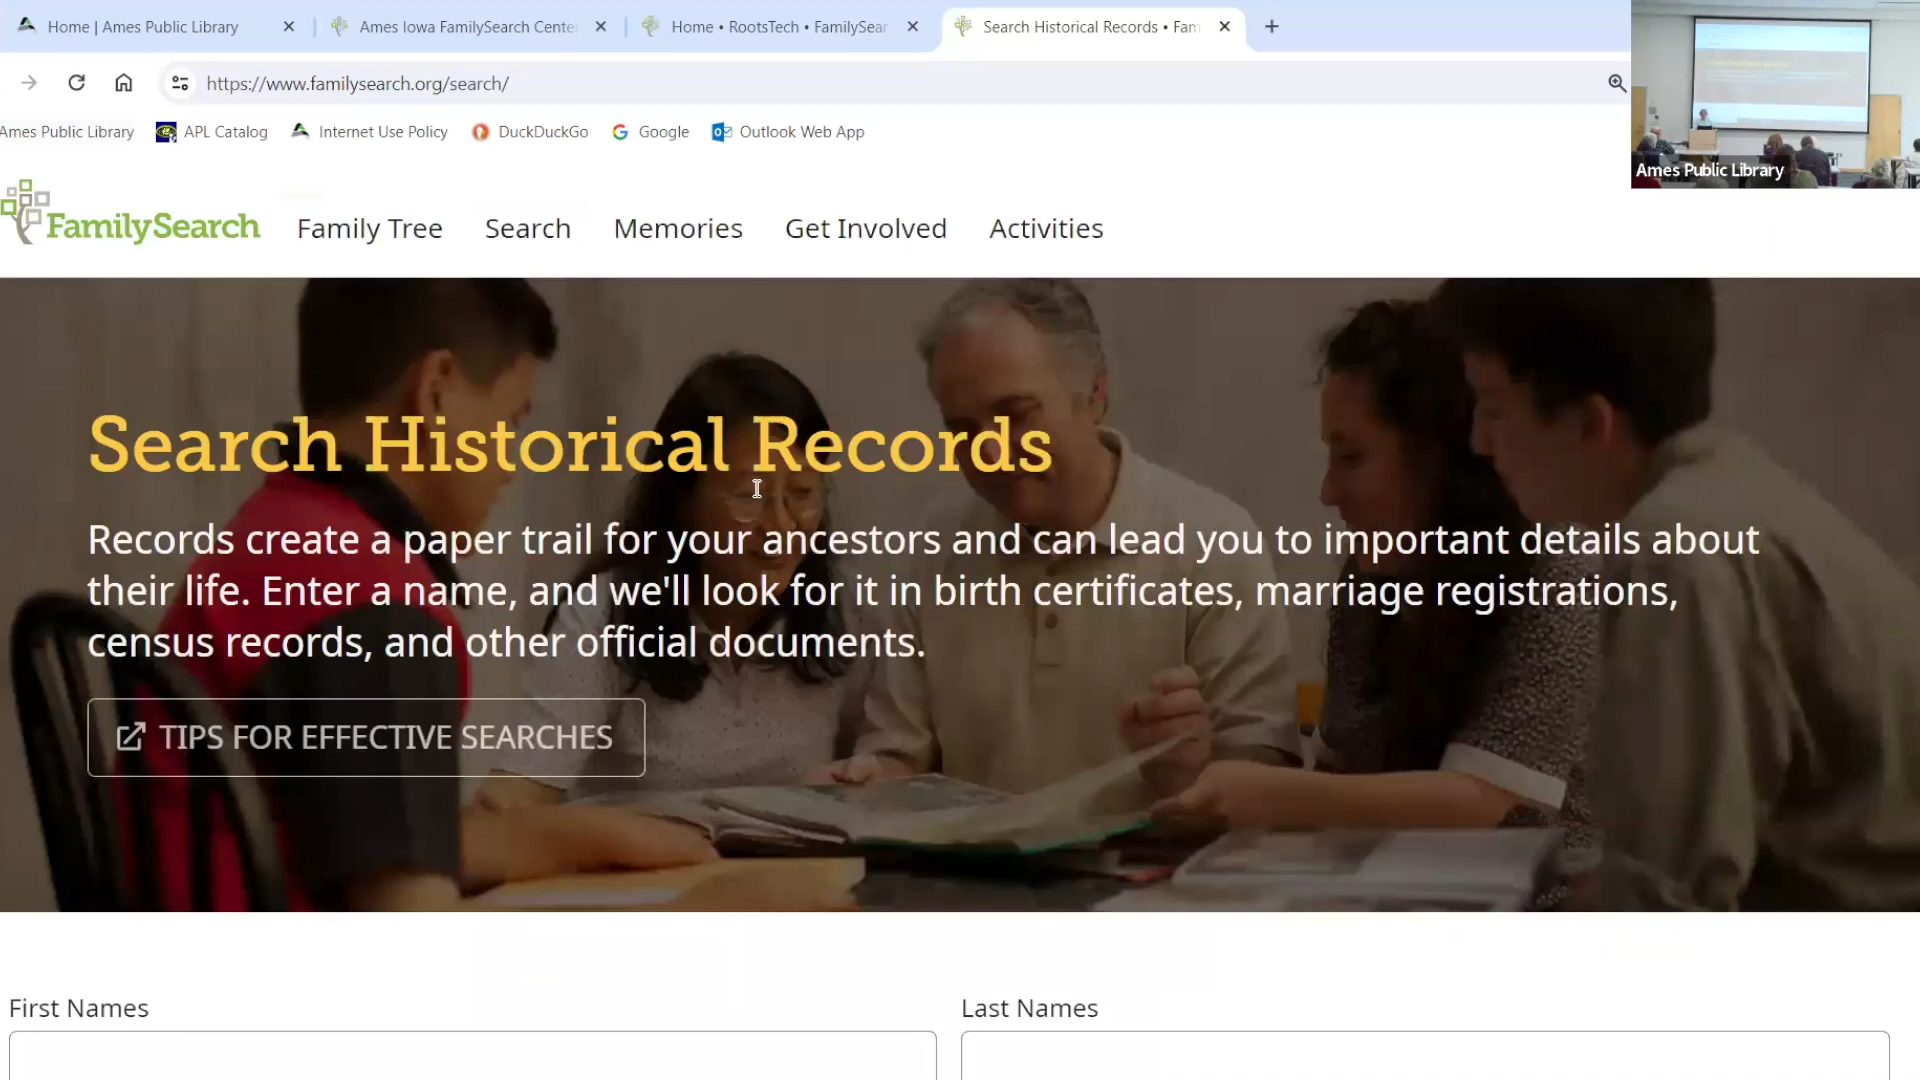 Home | Ames Public Library
Ames Iowa FamilySearch Cente
Home • RootsTech • FamilySear
Search Historical Records • Fam
https://www.familysearch.org/search/
Ames Public Library
APL Catalog
Internet Use Policy
DuckDuckGo
Google
Outlook Web App
Ames Public Library
FamilySearch
Family Tree
Search
Memories
Get Involved
Activities
Search Historical Records
Records create a paper trail for your ancestors and can lead you to important details about
their life. Enter a name, and we'll look for it in birth certificates, marriage registrations,
census records, and other official documents.
TIPS FOR EFFECTIVE SEARCHES
First Names
Last Names